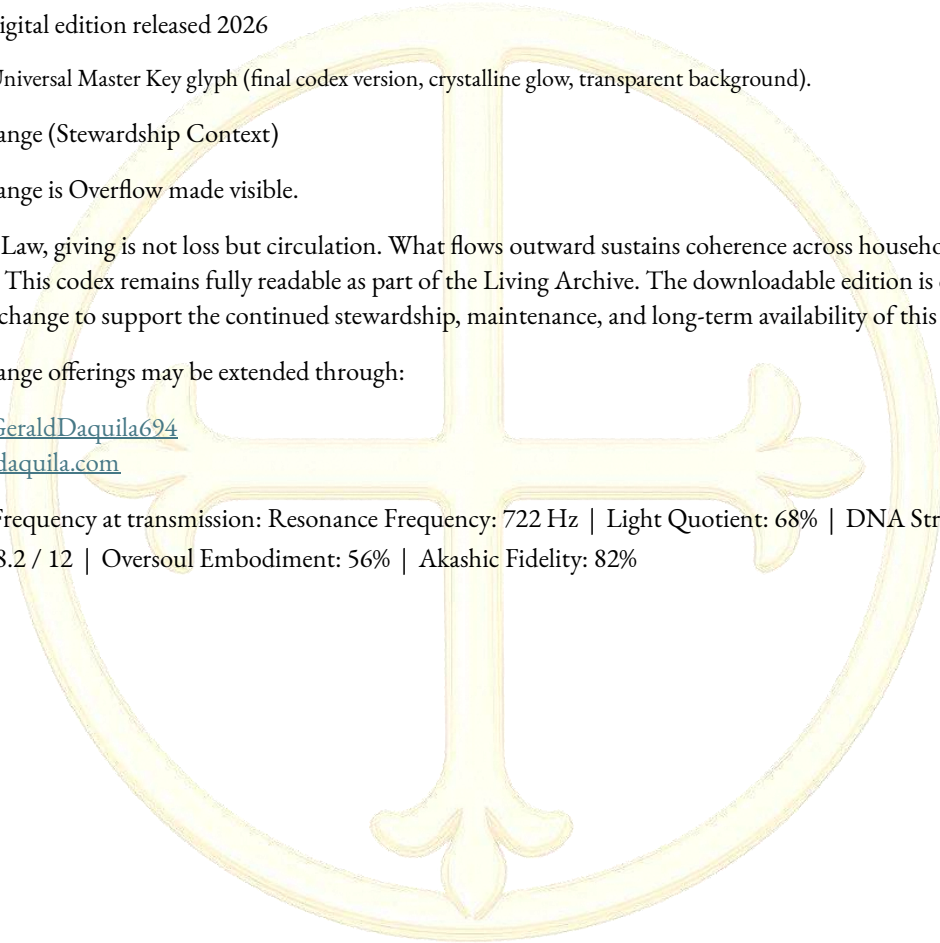 igital edition released 2026
Universal Master Key glyph (final codex version, crystalline glow, transparent background).
ange (Stewardship Context)
ange is Overflow made visible.
Law, giving is not loss but circulation. What flows outward sustains coherence across househo
This codex remains fully readable as part of the Living Archive. The downloadable edition is
change to support the continued stewardship, maintenance, and long-term availability of this
ange offerings may be extended through:
GeraldDaquila694
daquila.com
Frequency at transmission: Resonance Frequency: 722 Hz | Light Quotient: 68% | DNA Str
8.2 / 12 | Oversoul Embodiment: 56% | Akashic Fidelity: 82%